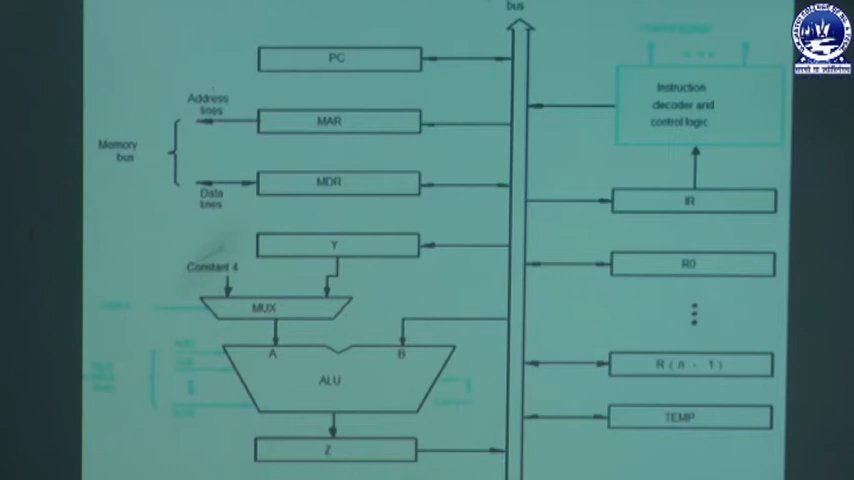 bus
PC
Address
lines
MAR
Memory
bus
MDR
Data
lines
Y
Constant 4
MUX
A
B
ALU
Z
Instruction
decoder and
control logic
IR
R0
R ( n - 1 )
TEMP